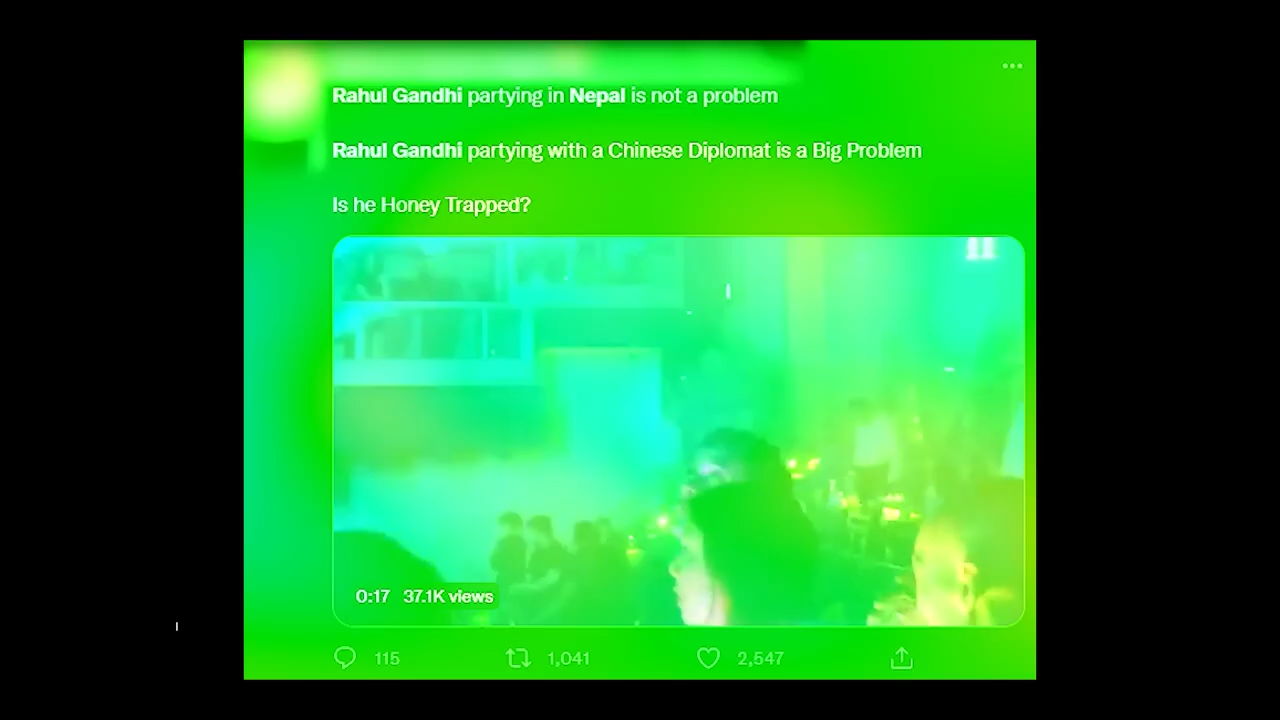 Rahul Gandhi partying in Nepal is not a problem
Rahul Gandhi partying with a Chinese Diplomat is a Big Problem
Is he Honey Trapped?
0:17 37.1K views
115 1,041 2,547